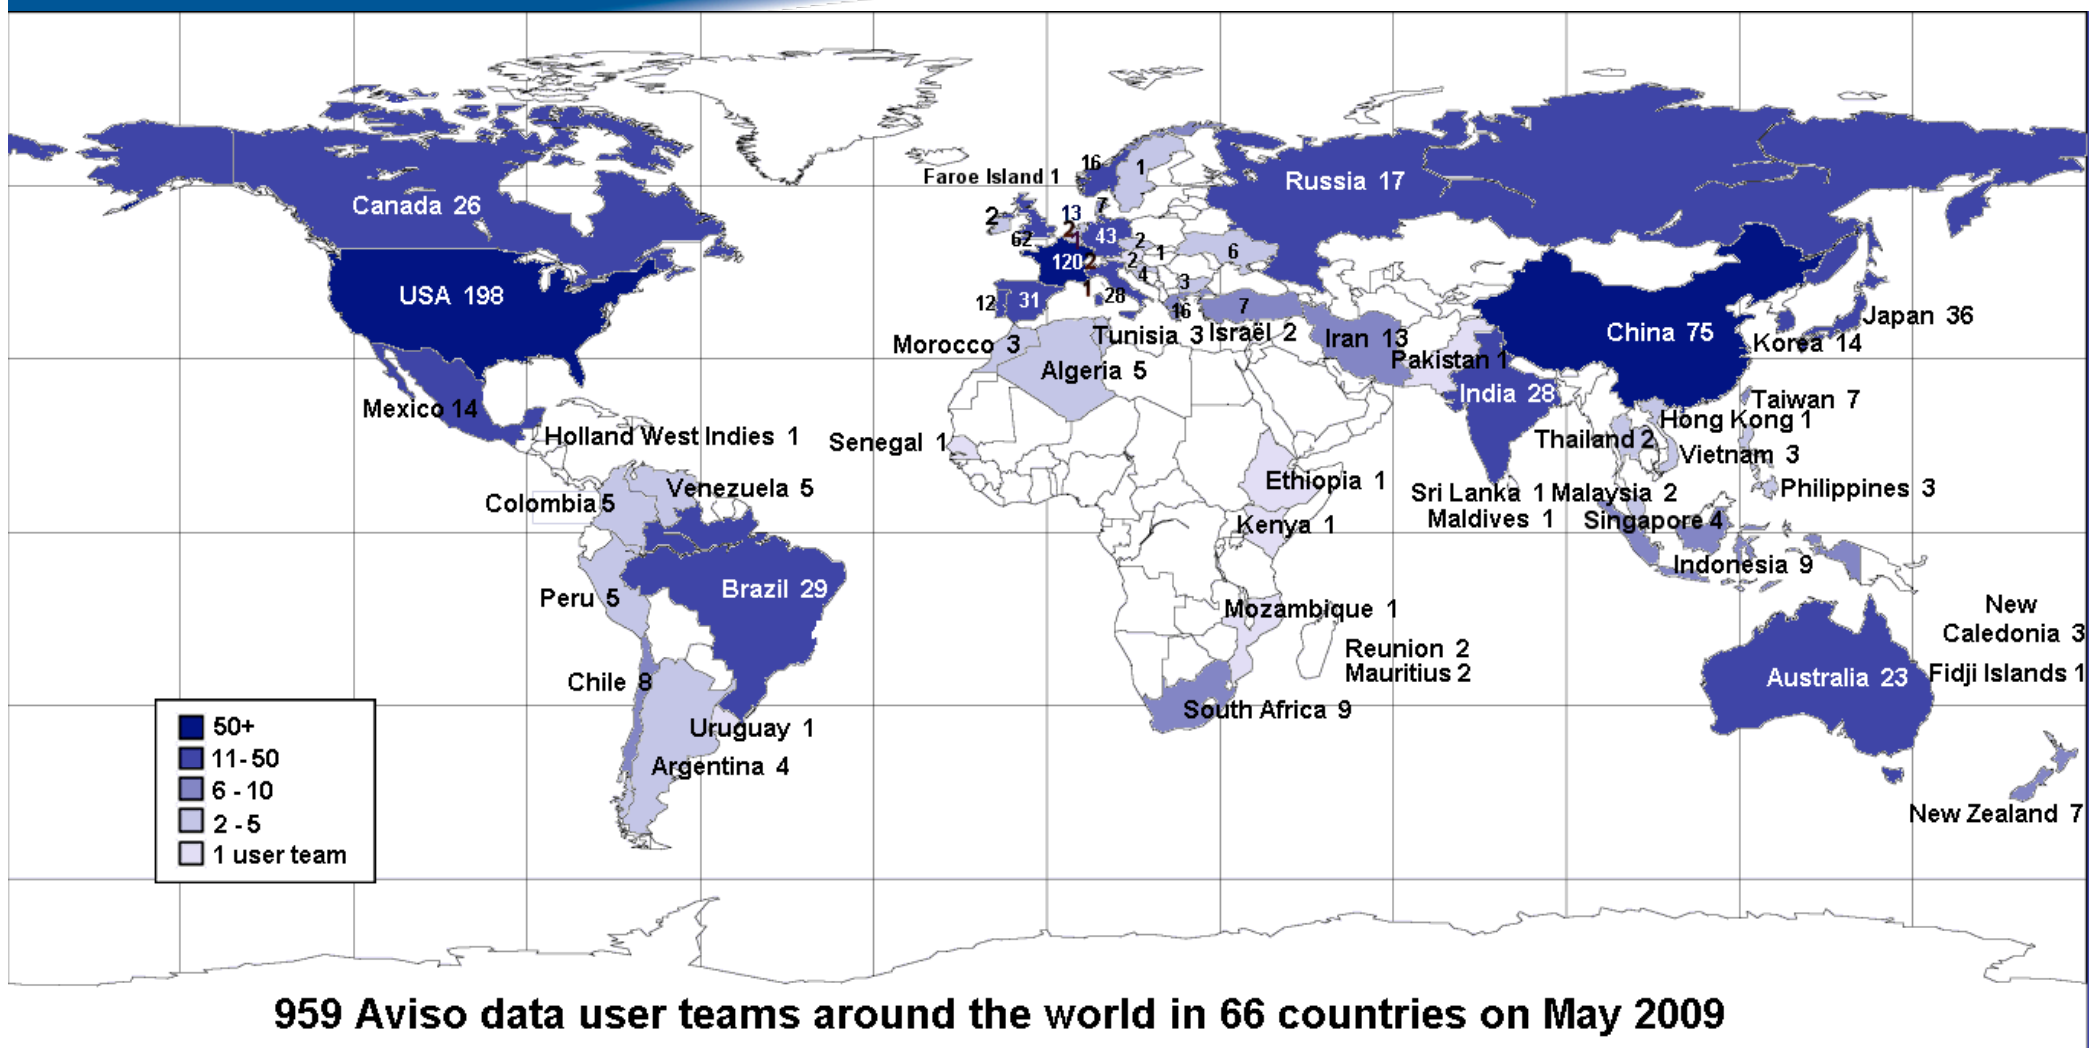 Faroe Island 1
16
1
Russia 17
Canada 26
2
13
7
2
1
62
43
2
1
6
120
2
2
4
3
1
28
USA 198
12
31
16
7
Japan 36
China 75
Morocco 3
Tunisia 3
Israël 2
Iran 13
Korea 14
Pakistan 1
Algeria 5
India 28
Mexico 14
Taiwan 7
Hong Kong 1
Holland West Indies 1
Senegal 1
Thailand 2
Vietnam 3
Venezuela 5
Colombia 5
Ethiopia 1
Sri Lanka 1
Malaysia 2
Philippines 3
Maldives 1
Singapore 4
Kenya 1
Indonesia 9
Brazil 29
Peru 5
Mozambique 1
New
Caledonia 3
Reunion 2
Mauritius 2
Fidji Islands 1
Australia 23
Chile 8
South Africa 9
Uruguay 1
Argentina 4
New Zealand 7
50+
11-50
6 - 10
2 - 5
1 user team
959 Aviso data user teams around the world in 66 countries on May 2009